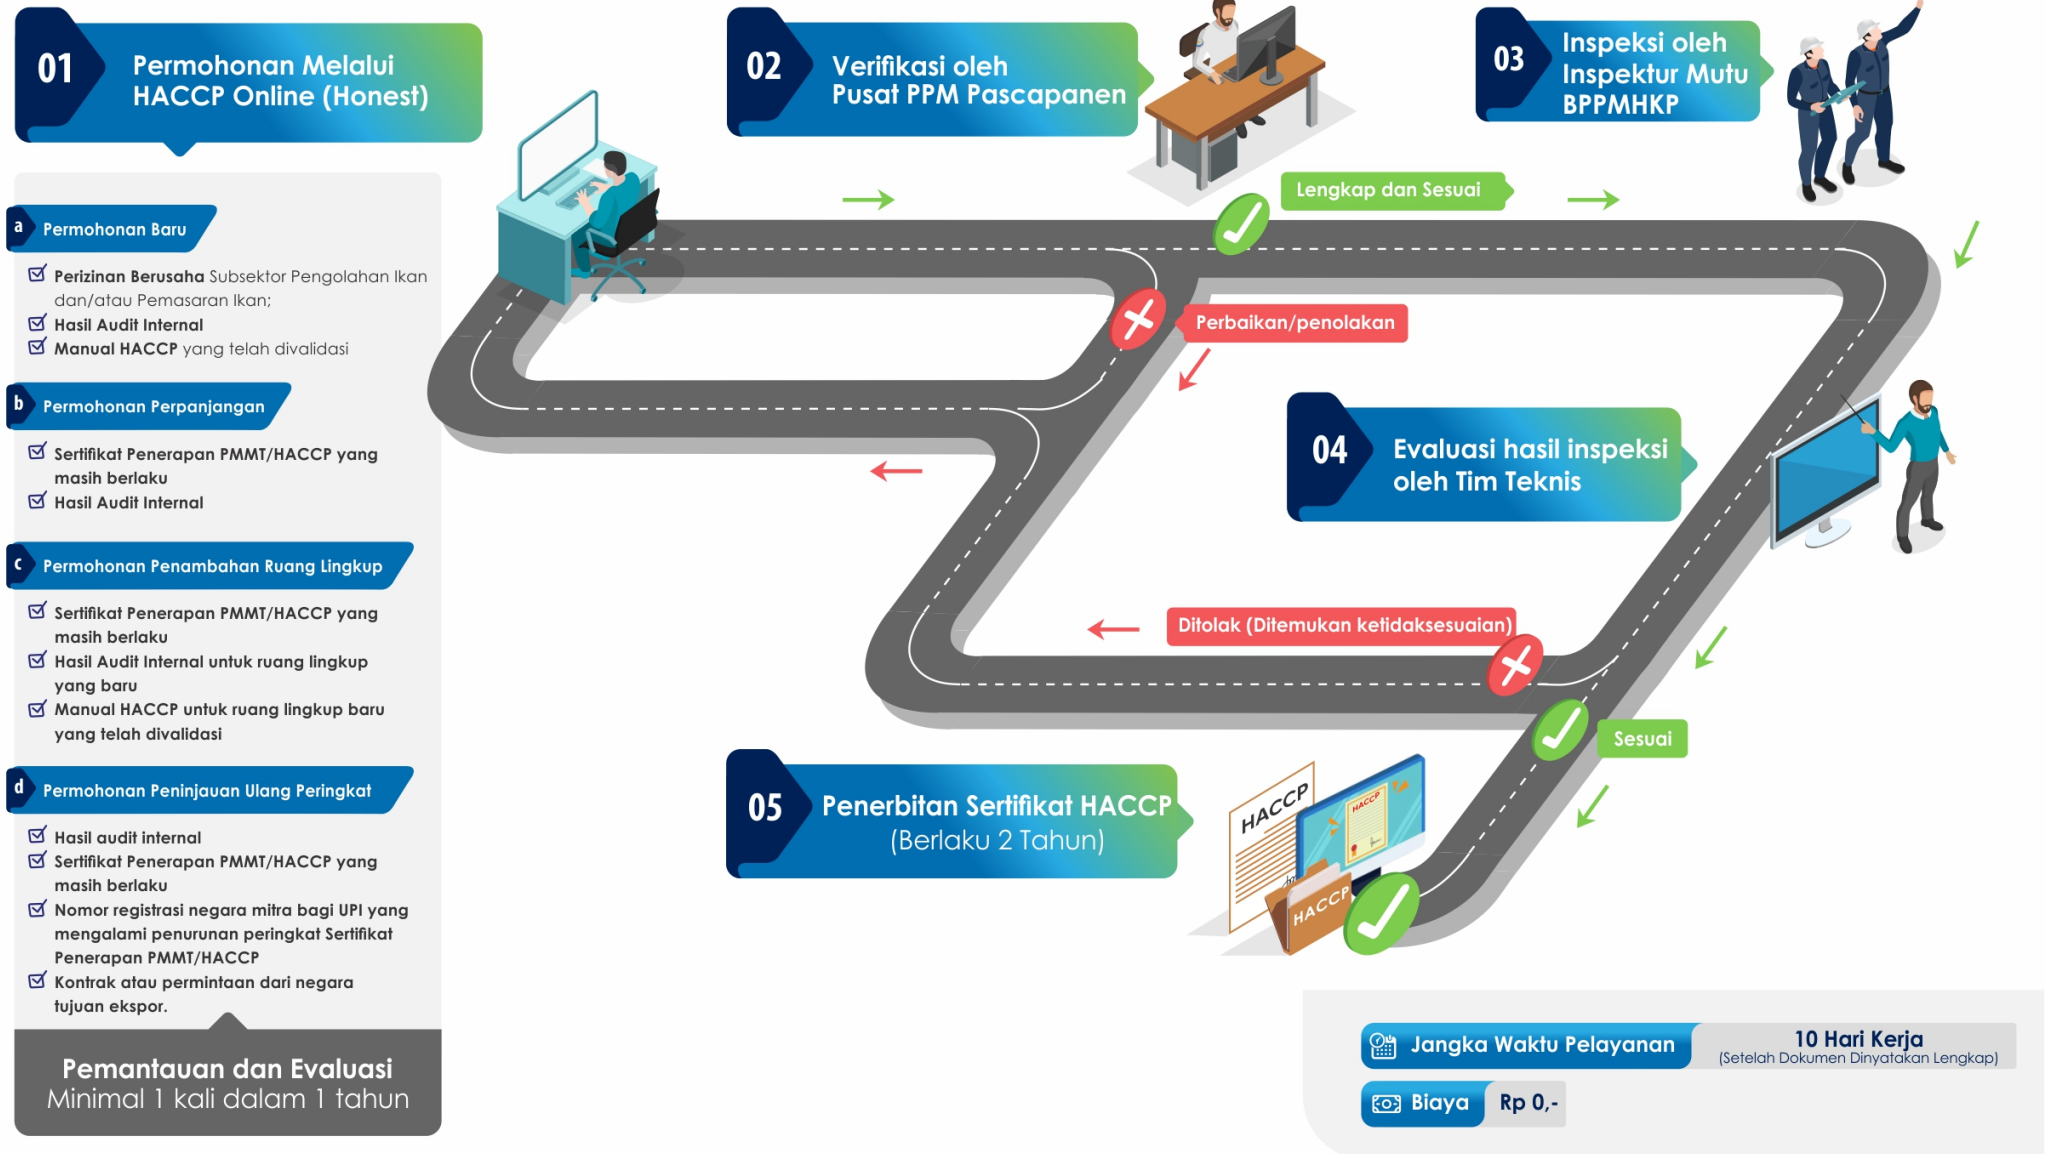 01
Permohonan Melalui
HACCP Online (Honest)
a
Permohonan Baru
Perizinan Berusaha Subsektor Pengolahan Ikan
dan/atau Pemasaran Ikan;
Hasil Audit Internal
Manual HACCP yang telah divalidasi
b
Permohonan Perpanjangan
Sertifikat Penerapan PMMT/HACCP yang
masih berlaku
Hasil Audit Internal
c
Permohonan Penambahan Ruang Lingkup
Sertifikat Penerapan PMMT/HACCP yang
masih berlaku
Hasil Audit Internal untuk ruang lingkup
yang baru
Manual HACCP untuk ruang lingkup baru
yang telah divalidasi
d
Permohonan Peninjauan Ulang Peringkat
Hasil audit internal
Sertifikat Penerapan PMMT/HACCP yang
masih berlaku
Nomor registrasi negara mitra bagi UPI yang
mengalami penurunan peringkat Sertifikat
Penerapan PMMT/HACCP
Kontrak atau permintaan dari negara
tujuan ekspor.
Pemantauan dan Evaluasi
Minimal 1 kali dalam 1 tahun
02
Verifikasi oleh
Pusat PPM Pascapanen
Lengkap dan Sesuai
Perbaikan/penolakan
03
Inspeksi oleh
Inspektur Mutu
BPPMHKP
04
Evaluasi hasil inspeksi
oleh Tim Teknis
Ditolak (Ditemukan ketidaksesuaian)
Sesuai
05
Penerbitan Sertifikat HACCP
(Berlaku 2 Tahun)
HACCP
HACCP
HACCP
Jangka Waktu Pelayanan
10 Hari Kerja
(Setelah Dokumen Dinyatakan Lengkap)
Biaya
Rp 0,-